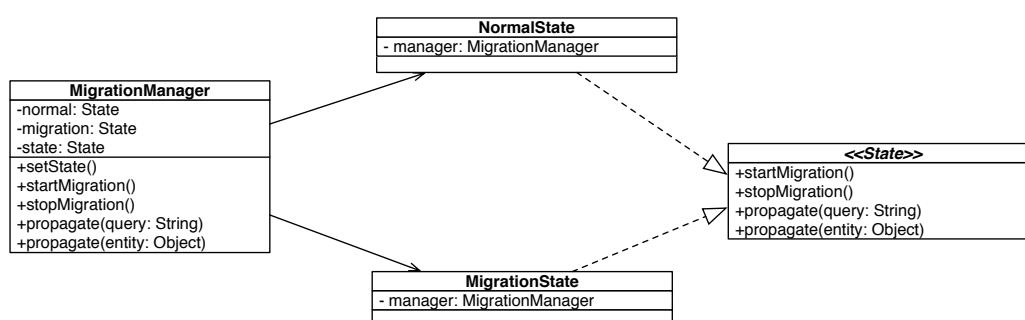 NormalState
- manager: MigrationManager
MigrationManager
-normal: State
-migration: State
-state: State
+setState()
+startMigration()
+stopMigration()
+propagate(query: String)
+propagate(entity: Object)
<<State>>
+startMigration()
+stopMigration()
+propagate(query: String)
+propagate(entity: Object)
MigrationState
- manager: MigrationManager